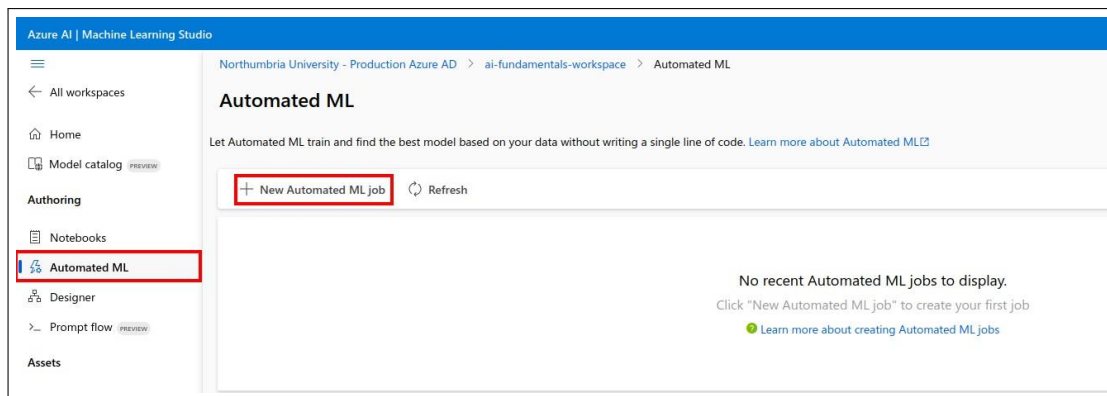 Azure AI | Machine Learning Studio
All workspaces
Home
Model catalog PREVIEW
Authoring
Notebooks
Automated ML
Designer
Prompt flow PREVIEW
Assets
Northumbria University - Production Azure AD > ai-fundamentals-workspace > Automated ML
Automated ML
Let Automated ML train and find the best model based on your data without writing a single line of code. Learn more about Automated ML
+ New Automated ML job Refresh
No recent Automated ML jobs to display.
Click "New Automated ML job" to create your first job
Learn more about creating Automated ML jobs